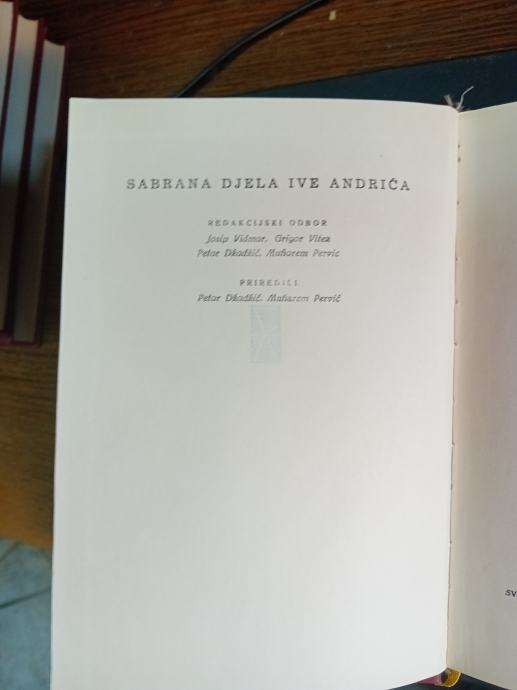 SABRANA DJELA IVE ANDRIĆA
REDAKCIJSKI ODBOR
Josip Vidmar, Grigor Vitez
Petar Džadžić, Muharem Pervić
PRIREDILI
Petar Džadžić, Muharem Pervić